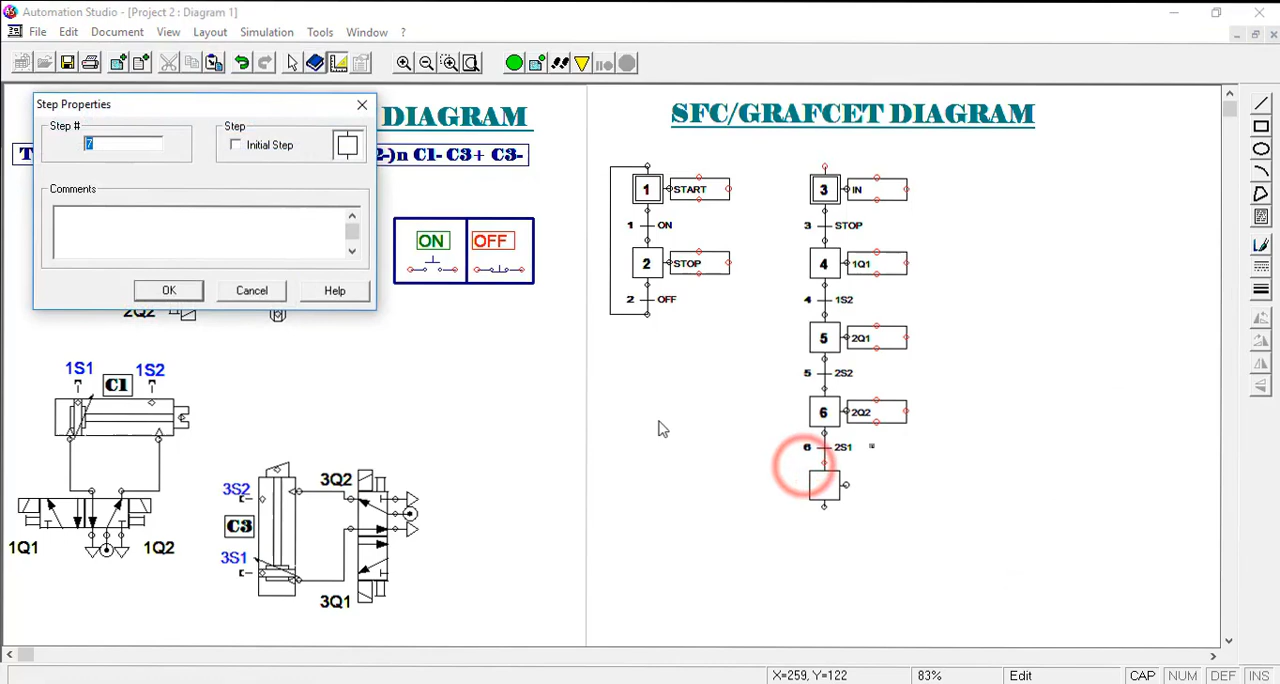 Automation Studio - [Project 2 : Diagram 1]
File Edit Document View Layout Simulation Tools Window ?
Step Properties
Step #
7
Step
Initial Step
Comments
OK Cancel Help
DIAGRAM
T
2-)n C1- C3+ C3-
ON OFF
2Q2
1S1 1S2
C1
1Q1 1Q2
3S2
C3
3S1
3Q2
3Q1
SFC/GRAFCET DIAGRAM
1 START
1 ON
2 STOP
2 OFF
3 IN
3 STOP
4 1Q1
4 1S2
5 2Q1
5 2S2
6 2Q2
6 2S1
X=259, Y=122 83% Edit CAP NUM DEF INS